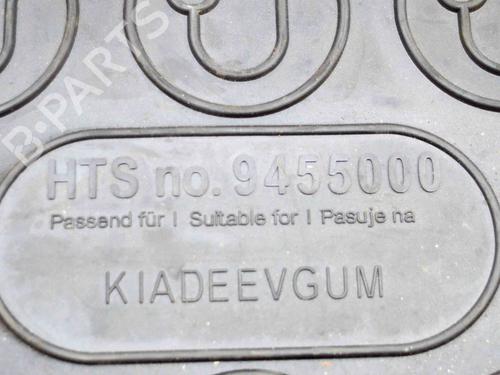 B-PARTS
HTS no. 9455000
Passend für | Suitable for | Pasuje na
KIADEEVGUM